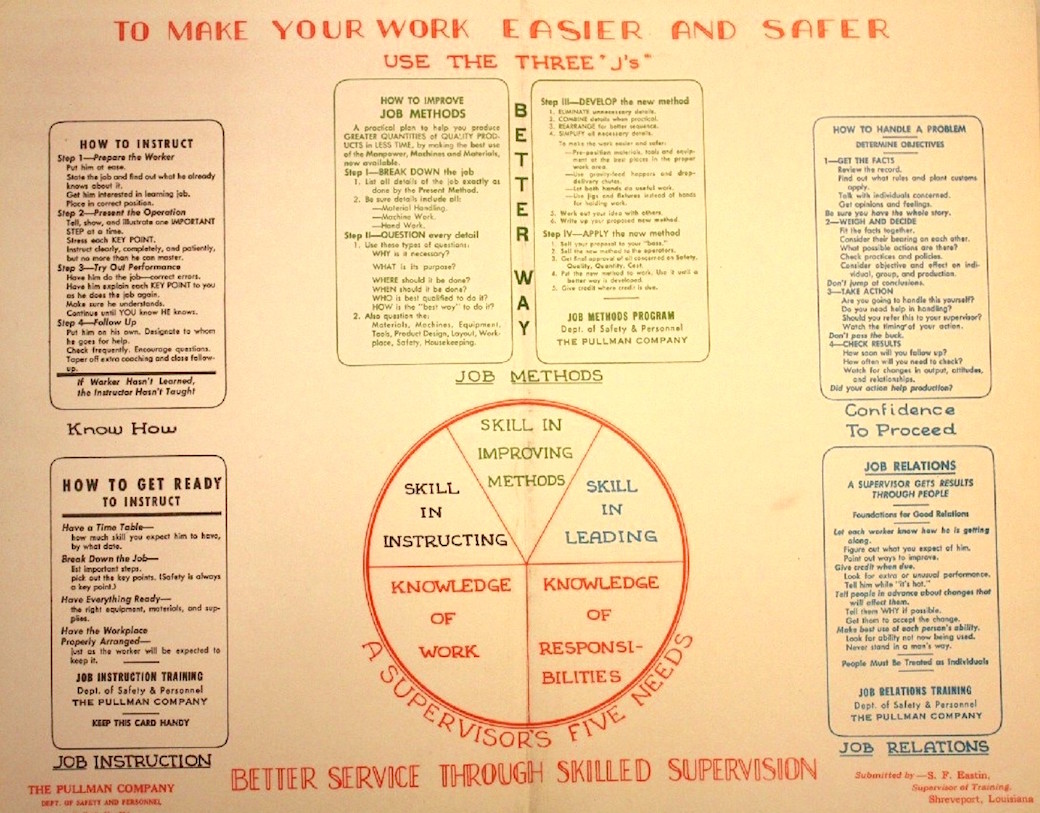 TO MAKE YOUR WORK EASIER AND SAFER
USE THE THREE "J's"
HOW TO INSTRUCT
Step 1—Prepare the Worker
Put him at ease.
State the job and find out what he already
knows about it.
Get him interested in learning job.
Place in correct position.
Step 2—Present the Operation
Tell, show, and illustrate one IMPORTANT
STEP at a time.
Stress each KEY POINT.
Instruct clearly, completely, and patiently,
but no more than he can master.
Step 3—Try Out Performance
Have him do the job—correct errors.
Have him explain each KEY POINT to you
as he does the job again.
Make sure he understands.
Continue until YOU know HE knows.
Step 4—Follow Up
Put him on his own. Designate to whom
he goes for help.
Check frequently. Encourage questions.
Taper off extra coaching and close follow-
up.
If Worker Hasn't Learned,
the Instructor Hasn't Taught
Know How
HOW TO GET READY
TO INSTRUCT
Have a Time Table—
how much skill you expect him to have,
by what date.
Break Down the Job—
list important steps.
pick out the key points. (Safety is always
a key point.)
Have Everything Ready—
the right equipment, materials, and sup-
plies.
Have the Workplace
Properly Arranged—
just as the worker will be expected to
keep it.
JOB INSTRUCTION TRAINING
Dept. of Safety & Personnel
THE PULLMAN COMPANY
KEEP THIS CARD HANDY
JOB INSTRUCTION
HOW TO IMPROVE
JOB METHODS
A practical plan to help you produce
GREATER QUANTITIES of QUALITY PROD-
UCTS in LESS TIME, by making the best use
of the Manpower, Machines and Materials,
now available.
Step I—BREAK DOWN the job
1. List all details of the job exactly as
done by the Present Method.
2. Be sure details include all:
—Material Handling.
—Machine Work.
—Hand Work.
Step II—QUESTION every detail
1. Use these types of questions:
WHY is it necessary?
WHAT is its purpose?
WHERE should it be done?
WHEN should it be done?
WHO is best qualified to do it?
HOW is the "best way" to do it?
2. Also question the:
Materials, Machines, Equipment,
Tools, Product Design, Layout, Work-
place, Safety, Housekeeping.
BETTER WAY
Step III—DEVELOP the new method
1. ELIMINATE unnecessary details.
2. COMBINE details when practical.
3. REARRANGE for better sequence.
4. SIMPLIFY all necessary details.
To make the work easier and safer:
—Pre-position materials, tools and equip-
ment at the best places in the proper
work area.
—Use gravity-feed hoppers and drop-
delivery chutes.
—Let both hands do useful work.
—Use jigs and fixtures instead of hands
for holding work.
5. Work out your idea with others.
6. Write up your proposed new method.
Step IV—APPLY the new method
1. Sell your proposal to your "boss."
2. Sell the new method to the operators.
3. Get final approval of all concerned on Safety,
Quality, Quantity, Cost.
4. Put the new method to work. Use it until a
better way is developed.
5. Give credit where credit is due.
JOB METHODS PROGRAM
Dept. of Safety & Personnel
THE PULLMAN COMPANY
JOB METHODS
HOW TO HANDLE A PROBLEM
DETERMINE OBJECTIVES
1—GET THE FACTS
Review the record.
Find out what rules and plant customs
apply.
Talk with individuals concerned.
Get opinions and feelings.
Be sure you have the whole story.
2—WEIGH AND DECIDE
Fit the facts together.
Consider their bearing on each other.
What possible actions are there?
Check practices and policies.
Consider objective and effect on indi-
vidual, group, and production.
Don't jump at conclusions.
3—TAKE ACTION
Are you going to handle this yourself?
Do you need help in handling?
Should you refer this to your supervisor?
Watch the timing of your action.
Don't pass the buck.
4—CHECK RESULTS
How soon will you follow up?
How often will you need to check?
Watch for changes in output, attitudes,
and relationships.
Did your action help production?
Confidence
To Proceed
JOB RELATIONS
A SUPERVISOR GETS RESULTS
THROUGH PEOPLE
Foundations for Good Relations
Let each worker know how he is getting
along.
Figure out what you expect of him.
Point out ways to improve.
Give credit when due.
Look for extra or unusual performance.
Tell him while "it's hot."
Tell people in advance about changes that
will affect them.
Tell them WHY if possible.
Get them to accept the change.
Make best use of each person's ability.
Look for ability not now being used.
Never stand in a man's way.
People Must Be Treated as Individuals
JOB RELATIONS TRAINING
Dept. of Safety & Personnel
THE PULLMAN COMPANY
JOB RELATIONS
SKILL IN
IMPROVING
METHODS
SKILL
IN
INSTRUCTING
SKILL
IN
LEADING
KNOWLEDGE
OF
WORK
KNOWLEDGE
OF
RESPONSI-
BILITIES
A SUPERVISOR'S FIVE NEEDS
BETTER SERVICE THROUGH SKILLED SUPERVISION
THE PULLMAN COMPANY
DEPT. OF SAFETY AND PERSONNEL
Submitted by—S. F. Eastin,
Supervisor of Training.
Shreveport, Louisiana